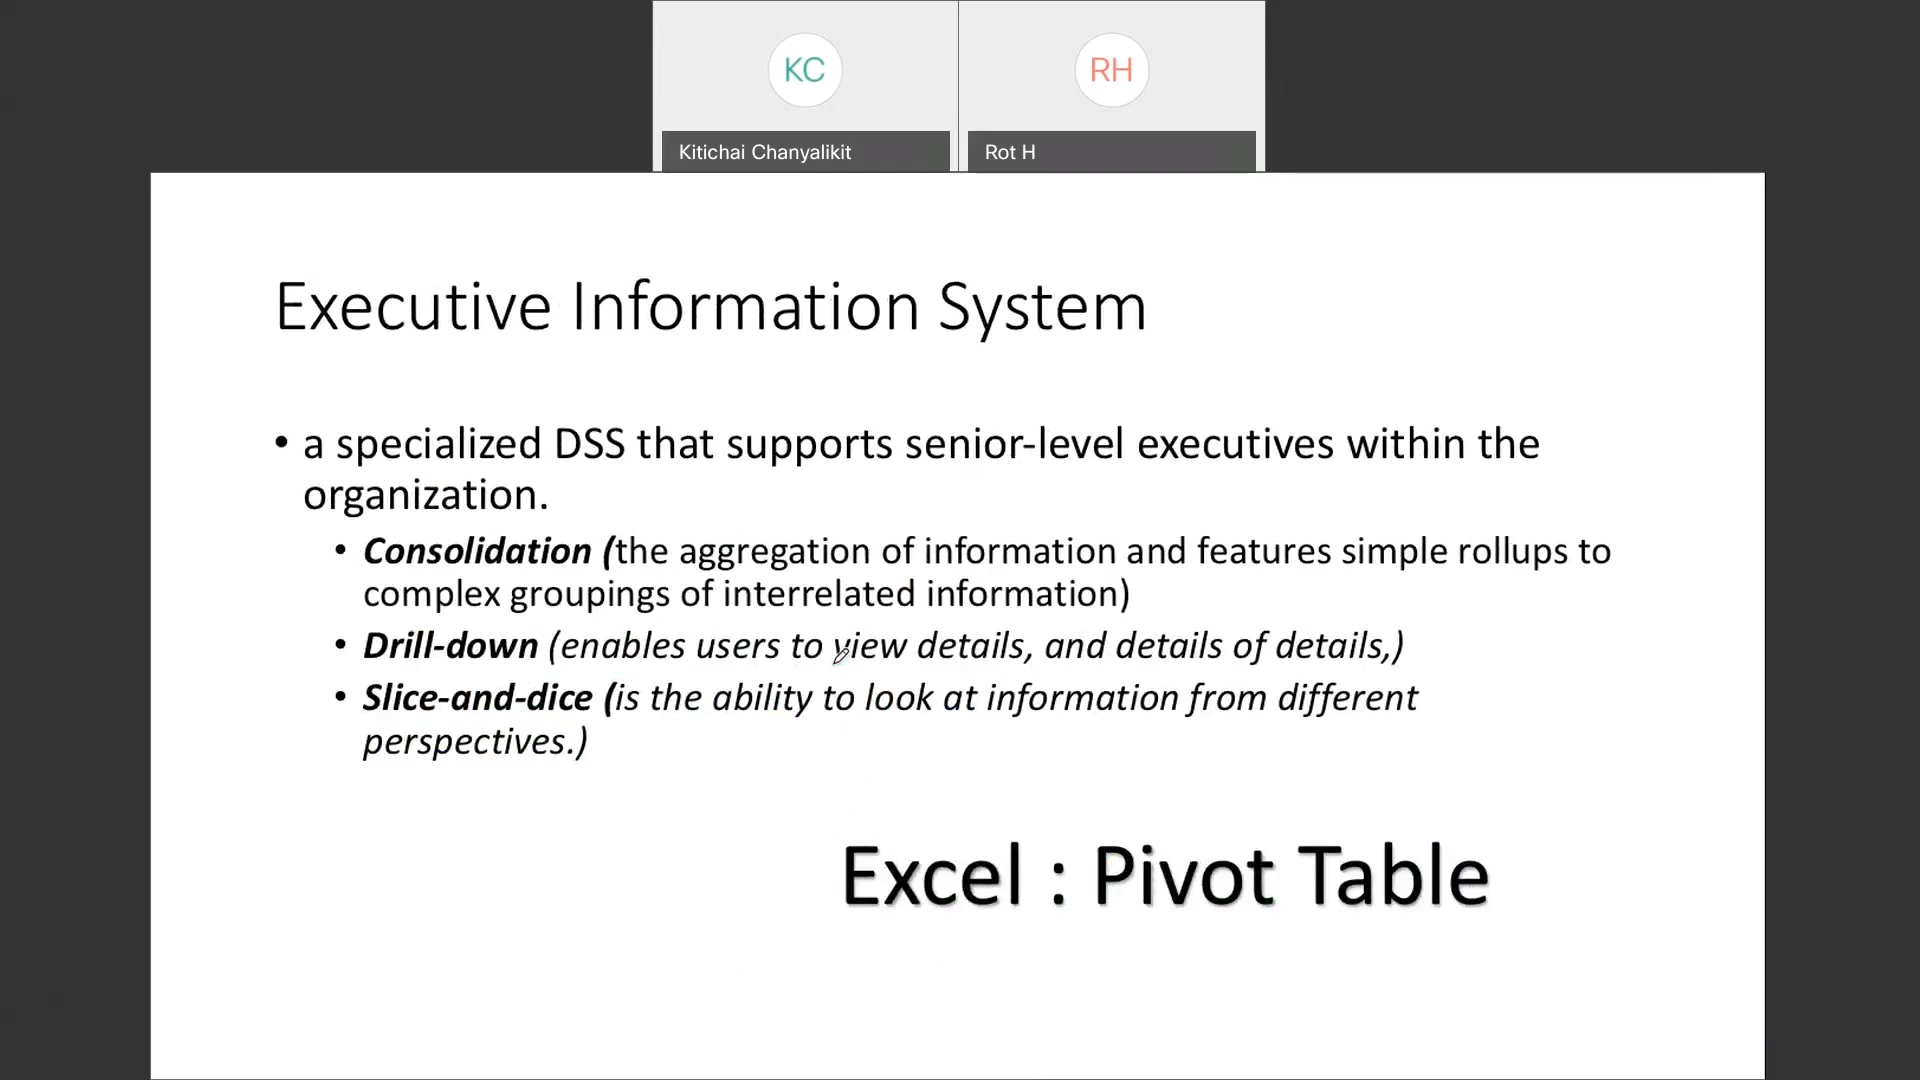 KC
RH
Kitichai Chanyalikit
Rot H
Executive Information System
• a specialized DSS that supports senior-level executives within the
organization.
• Consolidation (the aggregation of information and features simple rollups to
complex groupings of interrelated information)
• Drill-down (enables users to view details, and details of details,)
• Slice-and-dice (is the ability to look at information from different
perspectives.)
Excel : Pivot Table